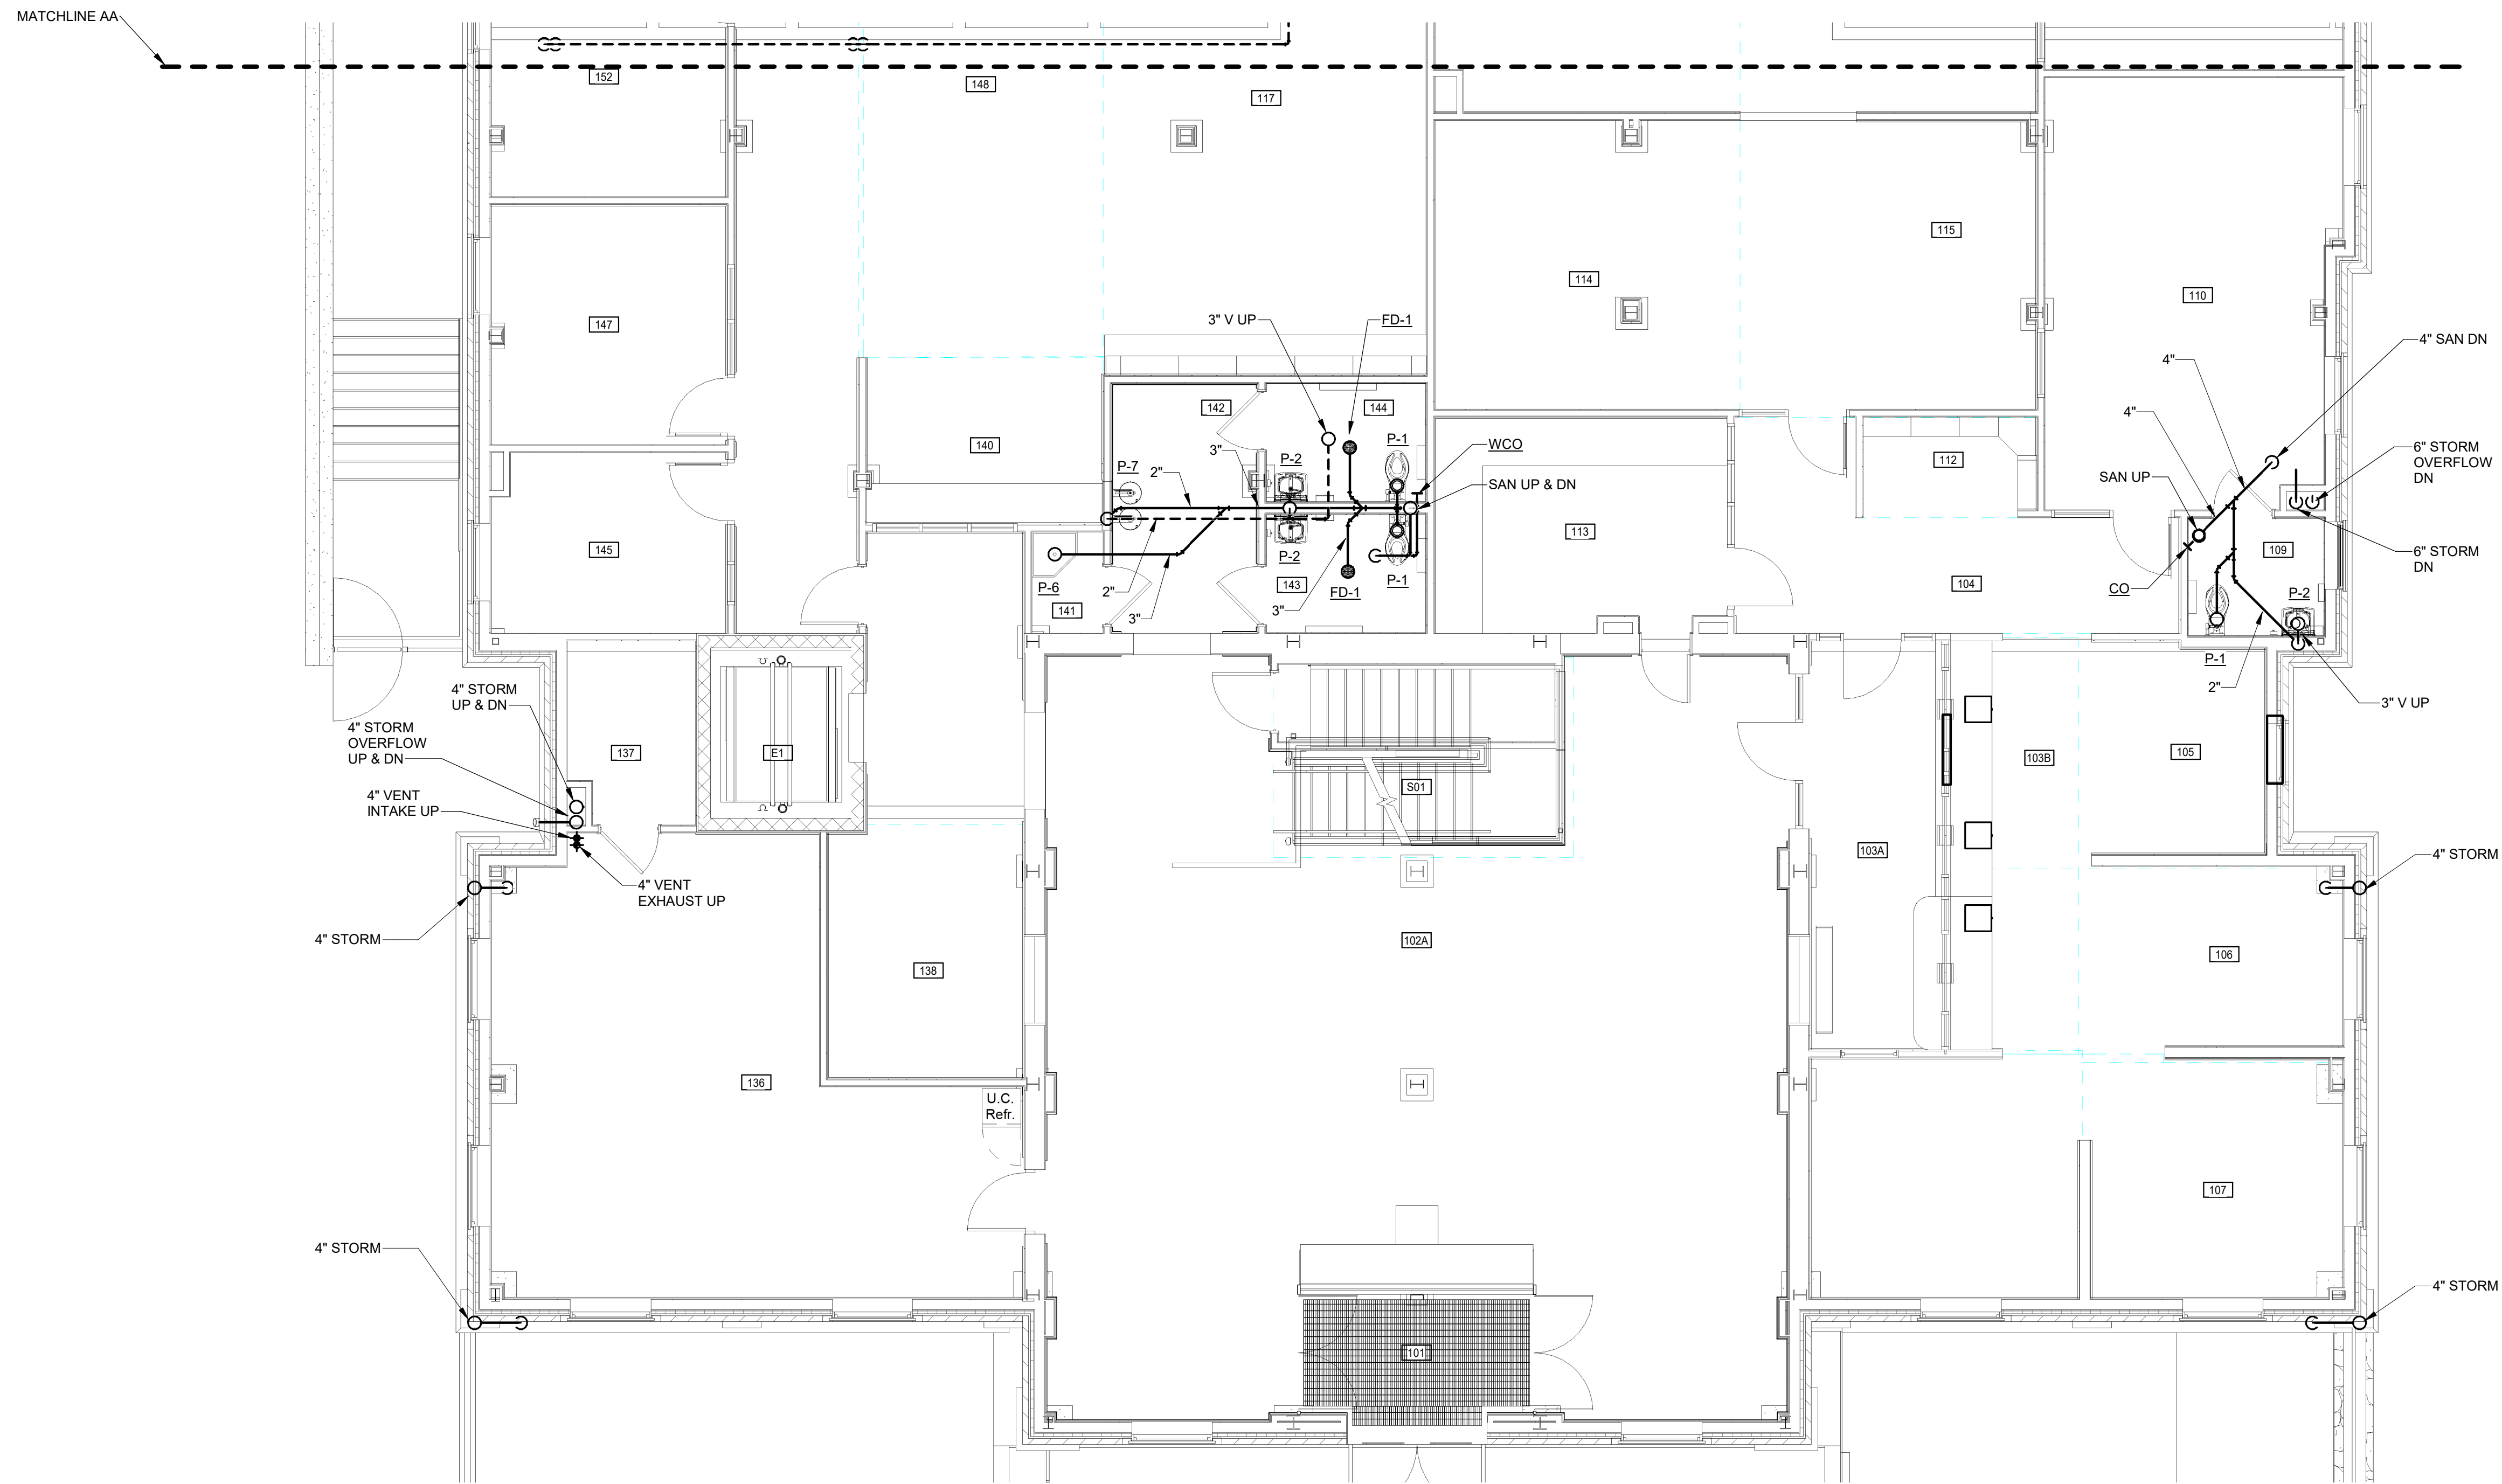 MATCHLINE AA
152
148
117
115
114
110
147
3" V UP
FD-1
4" SAN DN
4"
4"
142
144
140
3"
P-2
P-1
WCO
P-7
2"
SAN UP & DN
112
6" STORM
OVERFLOW
DN
SAN UP
113
145
109
6" STORM
DN
P-2
143
P-1
104
CO
P-2
P-6
2"
FD-1
141
3"
3"
P-1
2"
3" V UP
4" STORM
UP & DN
4" STORM
OVERFLOW
UP & DN
137
E1
103B
105
S01
4" VENT
INTAKE UP
103A
4" STORM
4" VENT
EXHAUST UP
4" STORM
102A
106
138
136
U.C.
Refr.
107
4" STORM
4" STORM
101